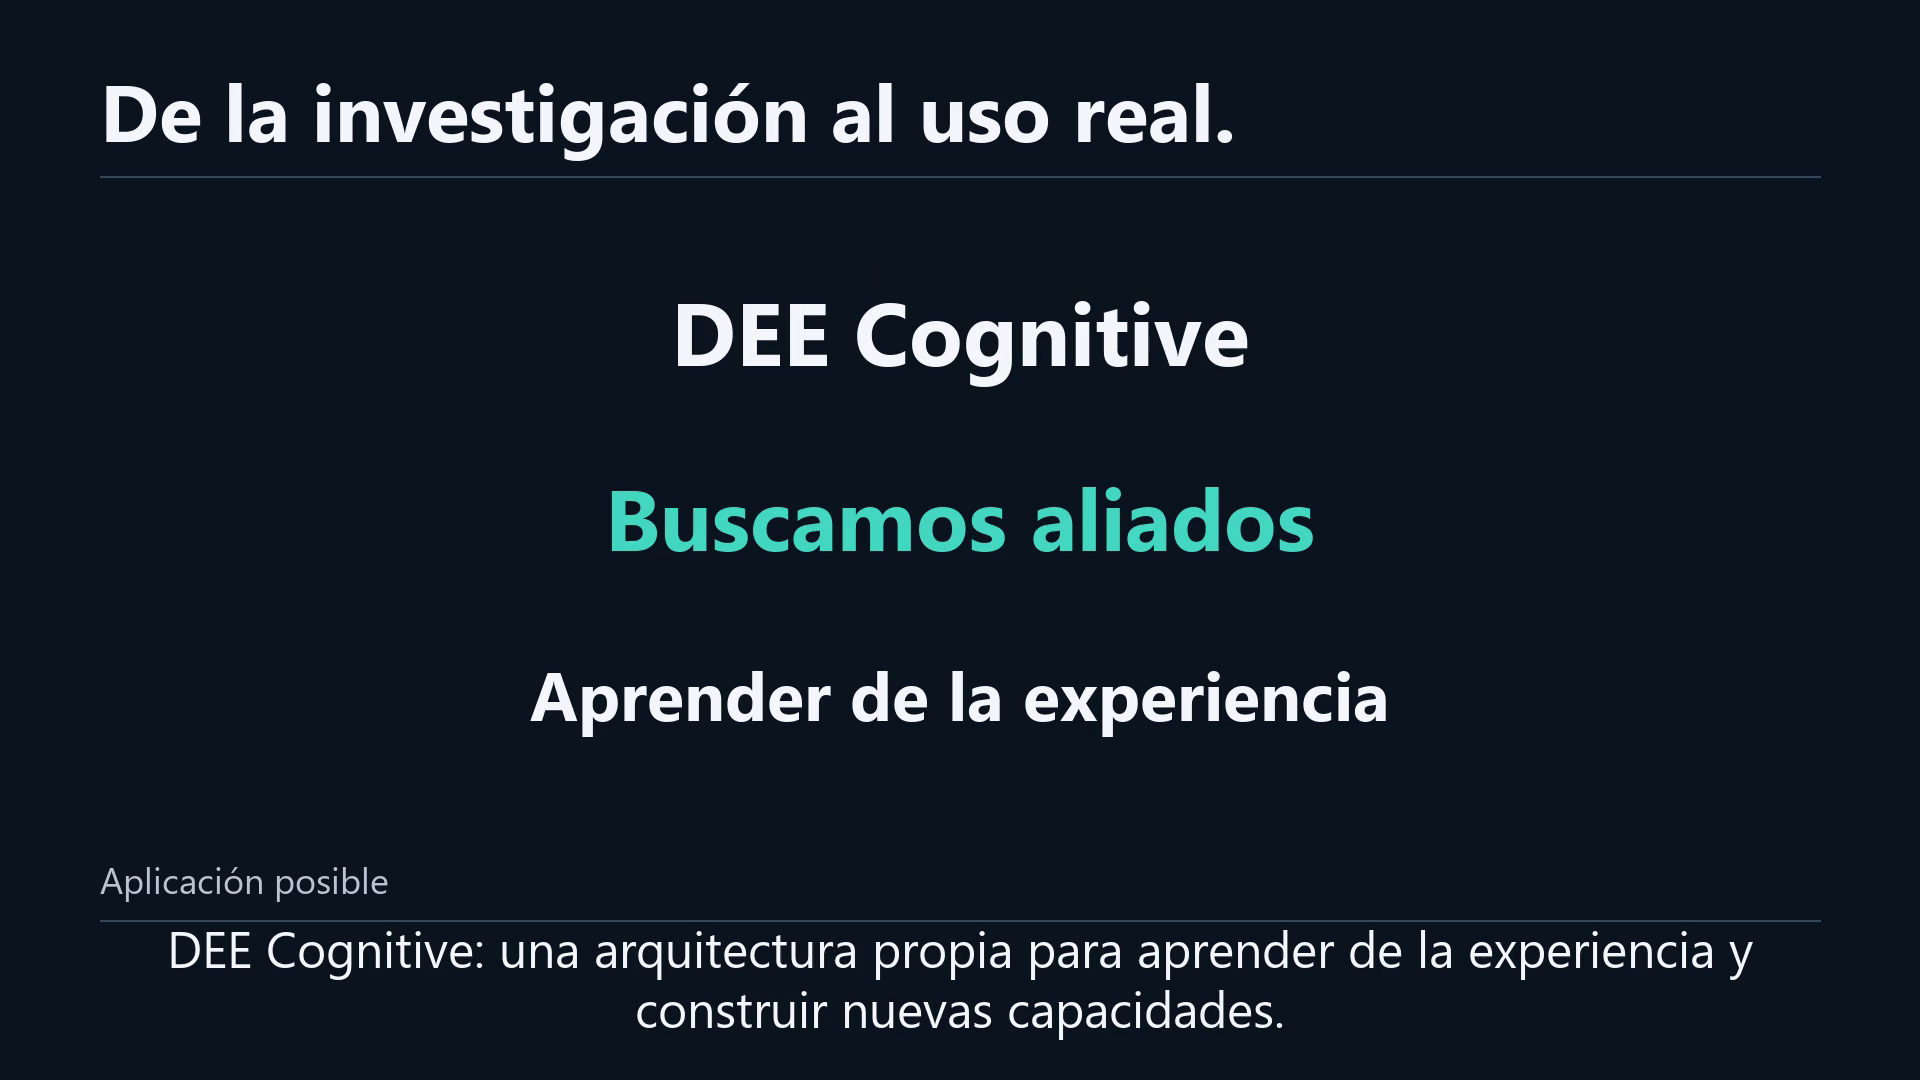 De la investigación al uso real.
DEE Cognitive
Buscamos aliados
Aprender de la experiencia
Aplicación posible
DEE Cognitive: una arquitectura propia para aprender de la experiencia y
construir nuevas capacidades.